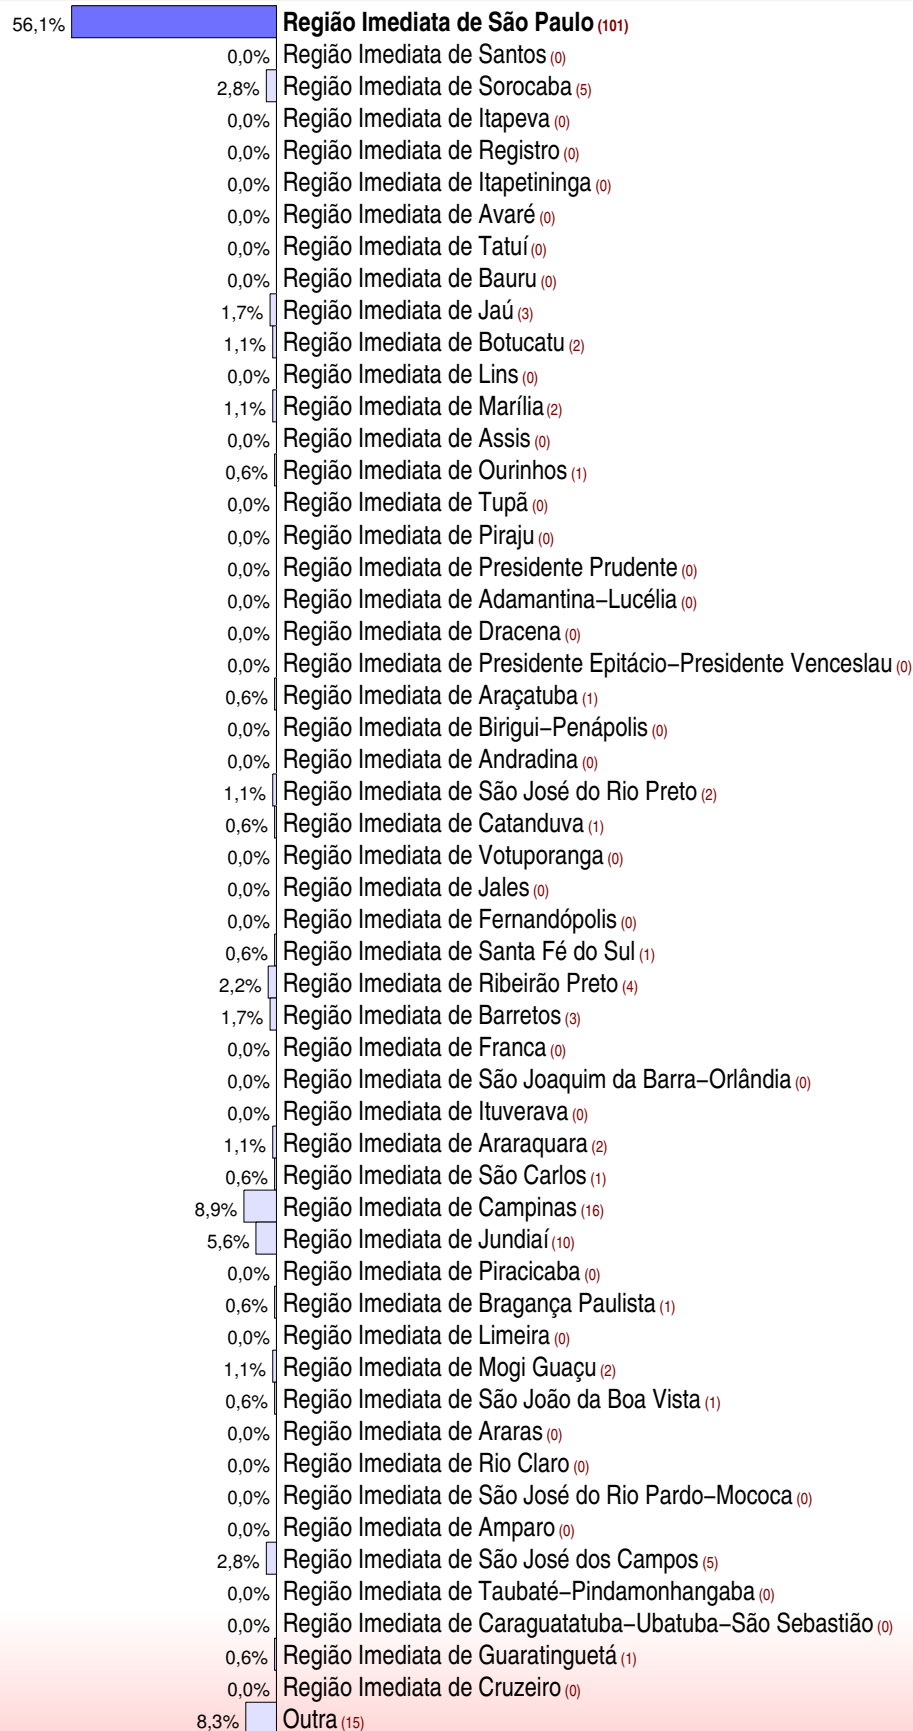 56,1% Região Imediata de São Paulo (101)
0,0% Região Imediata de Santos (0)
2,8% Região Imediata de Sorocaba (5)
0,0% Região Imediata de Itapeva (0)
0,0% Região Imediata de Registro (0)
0,0% Região Imediata de Itapetininga (0)
0,0% Região Imediata de Avaré (0)
0,0% Região Imediata de Tatuí (0)
0,0% Região Imediata de Bauru (0)
1,7% Região Imediata de Jaú (3)
1,1% Região Imediata de Botucatu (2)
0,0% Região Imediata de Lins (0)
1,1% Região Imediata de Marília (2)
0,0% Região Imediata de Assis (0)
0,6% Região Imediata de Ourinhos (1)
0,0% Região Imediata de Tupã (0)
0,0% Região Imediata de Piraju (0)
0,0% Região Imediata de Presidente Prudente (0)
0,0% Região Imediata de Adamantina−Lucélia (0)
0,0% Região Imediata de Dracena (0)
0,0% Região Imediata de Presidente Epitácio−Presidente Venceslau (0)
0,6% Região Imediata de Araçatuba (1)
0,0% Região Imediata de Birigui−Penápolis (0)
0,0% Região Imediata de Andradina (0)
1,1% Região Imediata de São José do Rio Preto (2)
0,6% Região Imediata de Catanduva (1)
0,0% Região Imediata de Votuporanga (0)
0,0% Região Imediata de Jales (0)
0,0% Região Imediata de Fernandópolis (0)
0,6% Região Imediata de Santa Fé do Sul (1)
2,2% Região Imediata de Ribeirão Preto (4)
1,7% Região Imediata de Barretos (3)
0,0% Região Imediata de Franca (0)
0,0% Região Imediata de São Joaquim da Barra−Orlândia (0)
0,0% Região Imediata de Ituverava (0)
1,1% Região Imediata de Araraquara (2)
0,6% Região Imediata de São Carlos (1)
8,9% Região Imediata de Campinas (16)
5,6% Região Imediata de Jundiaí (10)
0,0% Região Imediata de Piracicaba (0)
0,6% Região Imediata de Bragança Paulista (1)
0,0% Região Imediata de Limeira (0)
1,1% Região Imediata de Mogi Guaçu (2)
0,6% Região Imediata de São João da Boa Vista (1)
0,0% Região Imediata de Araras (0)
0,0% Região Imediata de Rio Claro (0)
0,0% Região Imediata de São José do Rio Pardo−Mococa (0)
0,0% Região Imediata de Amparo (0)
2,8% Região Imediata de São José dos Campos (5)
0,0% Região Imediata de Taubaté−Pindamonhangaba (0)
0,0% Região Imediata de Caraguatatuba−Ubatuba−São Sebastião (0)
0,6% Região Imediata de Guaratinguetá (1)
0,0% Região Imediata de Cruzeiro (0)
8,3% Outra (15)